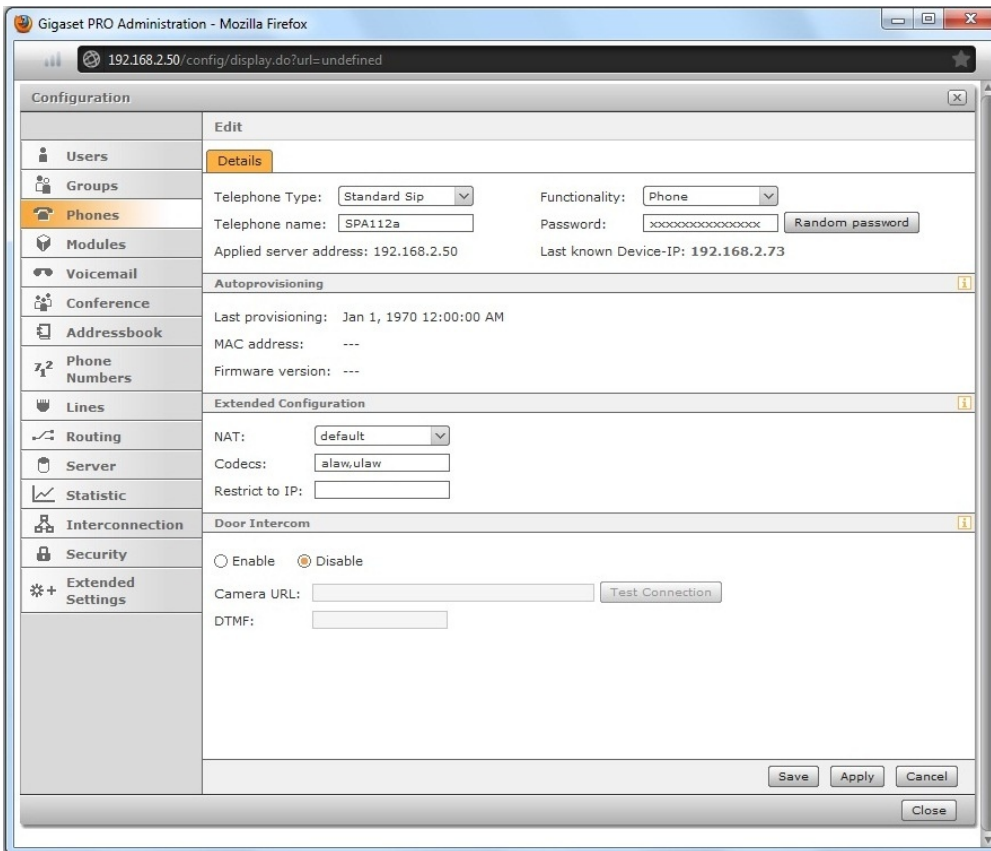 Gigaset PRO Administration - Mozilla Firefox
192.168.2.50/config/display.do?url=undefined
Configuration
Edit
Users
Groups
Phones
Modules
Voicemail
Conference
Addressbook
Phone Numbers
Lines
Routing
Server
Statistic
Interconnection
Security
Extended Settings
Details
Telephone Type: Standard Sip Functionality: Phone
Telephone name: SPA112a Password: xxxxxxxxxxxxxx Random password
Applied server address: 192.168.2.50 Last known Device-IP: 192.168.2.73
Autoprovisioning
Last provisioning: Jan 1, 1970 12:00:00 AM
MAC address: ---
Firmware version: ---
Extended Configuration
NAT: default
Codecs: alaw,ulaw
Restrict to IP:
Door Intercom
Enable Disable
Camera URL: Test Connection
DTMF:
Save Apply Cancel
Close